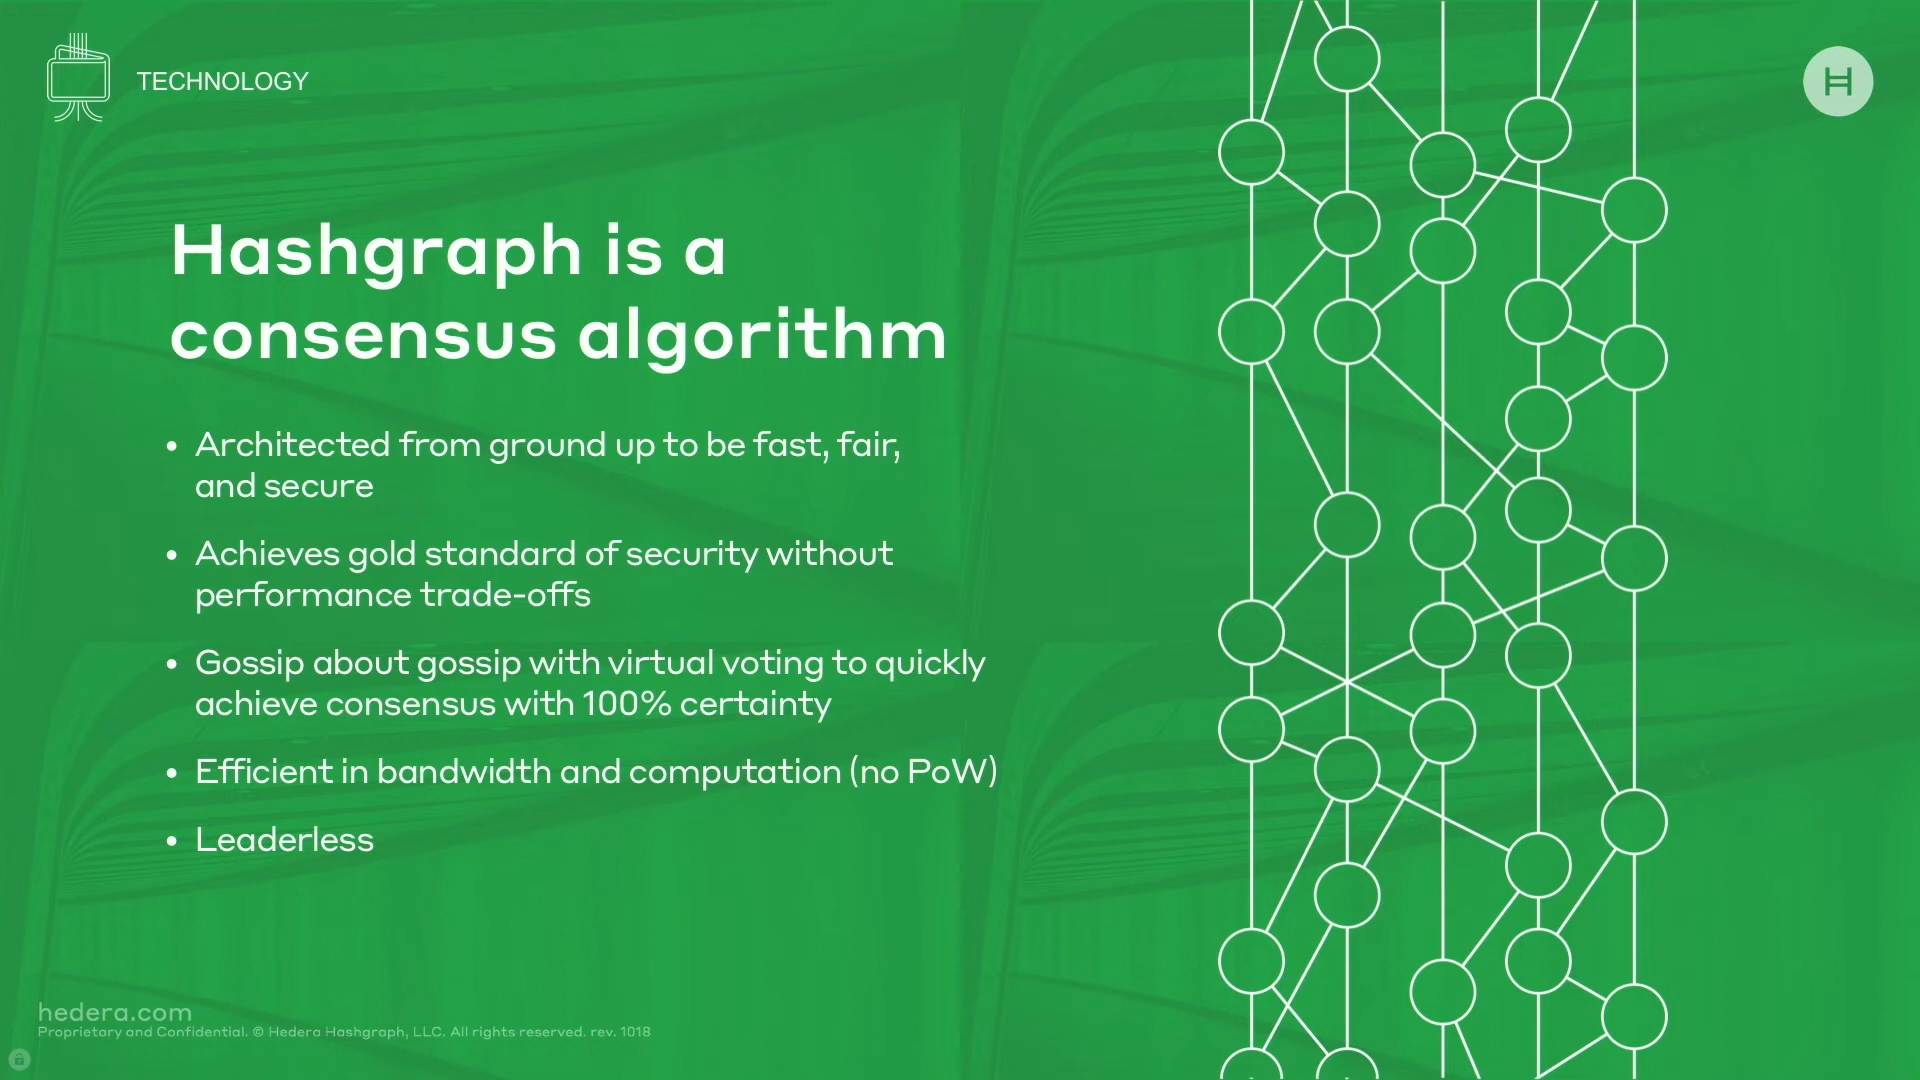 TECHNOLOGY
H
Hashgraph is a
consensus algorithm
• Architected from ground up to be fast, fair,
and secure
• Achieves gold standard of security without
performance trade-offs
• Gossip about gossip with virtual voting to quickly
achieve consensus with 100% certainty
• Efficient in bandwidth and computation (no PoW)
• Leaderless
hedera.com
Proprietary and Confidential. © Hedera Hashgraph, LLC. All rights reserved. rev. 1018